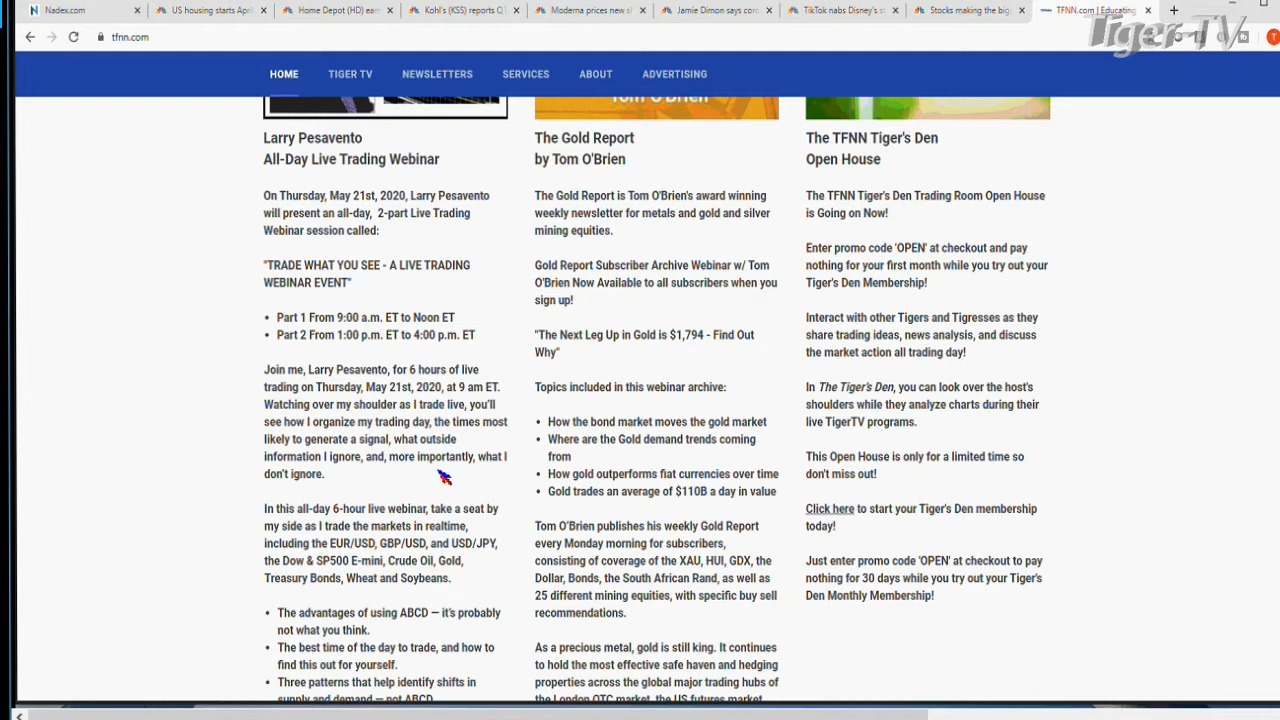 Nadex.com
US housing starts April
Home Depot (HD) earn
Kohl's (KSS) reports Q1
Moderna prices new sh
Jamie Dimon says coro
TikTok nabs Disney's st
Stocks making the big
TFNN.com | Educating
TigerTV
tfnn.com
HOME TIGER TV NEWSLETTERS SERVICES ABOUT ADVERTISING
Larry Pesavento
All-Day Live Trading Webinar
On Thursday, May 21st, 2020, Larry Pesavento
will present an all-day, 2-part Live Trading
Webinar session called:
"TRADE WHAT YOU SEE - A LIVE TRADING
WEBINAR EVENT"
• Part 1 From 9:00 a.m. ET to Noon ET
• Part 2 From 1:00 p.m. ET to 4:00 p.m. ET
Join me, Larry Pesavento, for 6 hours of live
trading on Thursday, May 21st, 2020, at 9 am ET.
Watching over my shoulder as I trade live, you'll
see how I organize my trading day, the times most
likely to generate a signal, what outside
information I ignore, and, more importantly, what I
don't ignore.
In this all-day 6-hour live webinar, take a seat by
my side as I trade the markets in realtime,
including the EUR/USD, GBP/USD, and USD/JPY,
the Dow & SP500 E-mini, Crude Oil, Gold,
Treasury Bonds, Wheat and Soybeans.
• The advantages of using ABCD — it's probably
not what you think.
• The best time of the day to trade, and how to
find this out for yourself.
• Three patterns that help identify shifts in
supply and demand — not ABCD
Tom O'Brien
The Gold Report
by Tom O'Brien
The Gold Report is Tom O'Brien's award winning
weekly newsletter for metals and gold and silver
mining equities.
Gold Report Subscriber Archive Webinar w/ Tom
O'Brien Now Available to all subscribers when you
sign up!
"The Next Leg Up in Gold is $1,794 - Find Out
Why"
Topics included in this webinar archive:
• How the bond market moves the gold market
• Where are the Gold demand trends coming
from
• How gold outperforms fiat currencies over time
• Gold trades an average of $110B a day in value
Tom O'Brien publishes his weekly Gold Report
every Monday morning for subscribers,
consisting of coverage of the XAU, HUI, GDX, the
Dollar, Bonds, the South African Rand, as well as
25 different mining equities, with specific buy sell
recommendations.
As a precious metal, gold is still king. It continues
to hold the most effective safe haven and hedging
properties across the global major trading hubs of
the London OTC market, the US futures market
The TFNN Tiger's Den
Open House
The TFNN Tiger's Den Trading Room Open House
is Going on Now!
Enter promo code 'OPEN' at checkout and pay
nothing for your first month while you try out your
Tiger's Den Membership!
Interact with other Tigers and Tigresses as they
share trading ideas, news analysis, and discuss
the market action all trading day!
In The Tiger's Den, you can look over the host's
shoulders while they analyze charts during their
live TigerTV programs.
This Open House is only for a limited time so
don't miss out!
Click here to start your Tiger's Den membership
today!
Just enter promo code 'OPEN' at checkout to pay
nothing for 30 days while you try out your Tiger's
Den Monthly Membership!